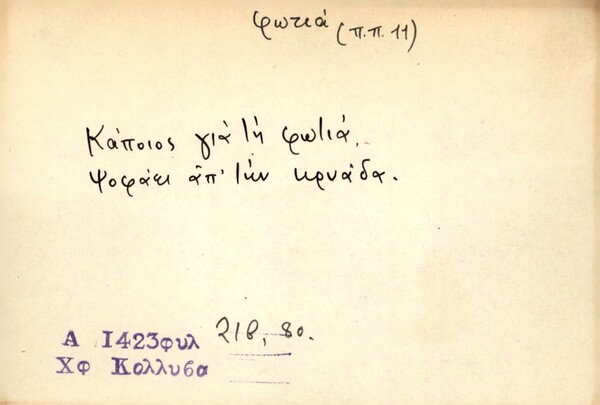 φωτιά (π.π. 11)
Κάποιος γιὰ τὴ φωτιά,
ψοφάει ἀπ' τὴν κρυάδα.
Α 1423φυλ 218, 80.
Χφ Κολλυβα